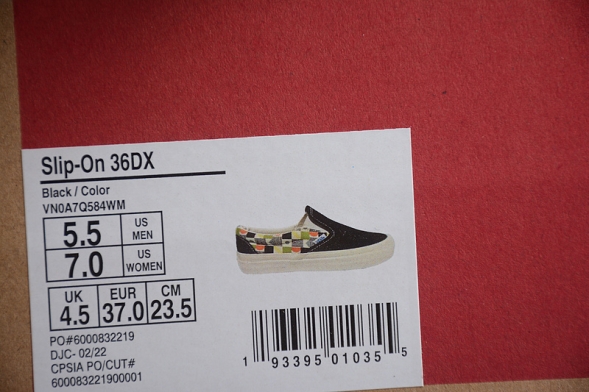 Slip-On 36DX
Black / Color
VN0A7Q584WM
5.5 US MEN
7.0 US WOMEN
UK EUR CM
4.5 37.0 23.5
PO#6000832219
DJC- 02/22
CPSIA PO/CUT#
600083221900001
1 93395 01035 5